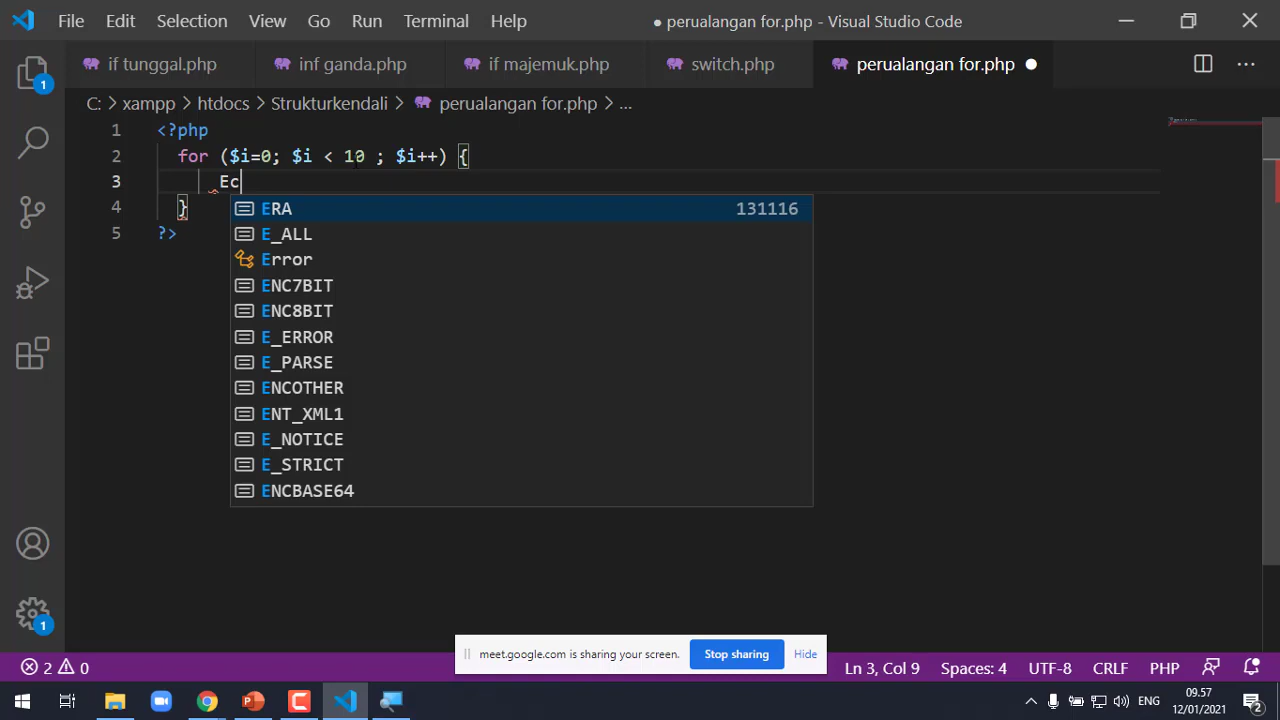 File Edit Selection View Go Run Terminal Help ● perualangan for.php - Visual Studio Code
if tunggal.php inf ganda.php if majemuk.php switch.php perualangan for.php ●
C: > xampp > htdocs > Strukturkendali > perualangan for.php > ...
1 <?php
2 for ($i=0; $i < 10 ; $i++) {
3 Ec
4 }
5 ?>
ERA 131116
E_ALL
Error
ENC7BIT
ENC8BIT
E_ERROR
E_PARSE
ENCOTHER
ENT_XML1
E_NOTICE
E_STRICT
ENCBASE64
1
1
meet.google.com is sharing your screen. Stop sharing Hide
2 0 Ln 3, Col 9 Spaces: 4 UTF-8 CRLF PHP
ENG 09.57
12/01/2021 2